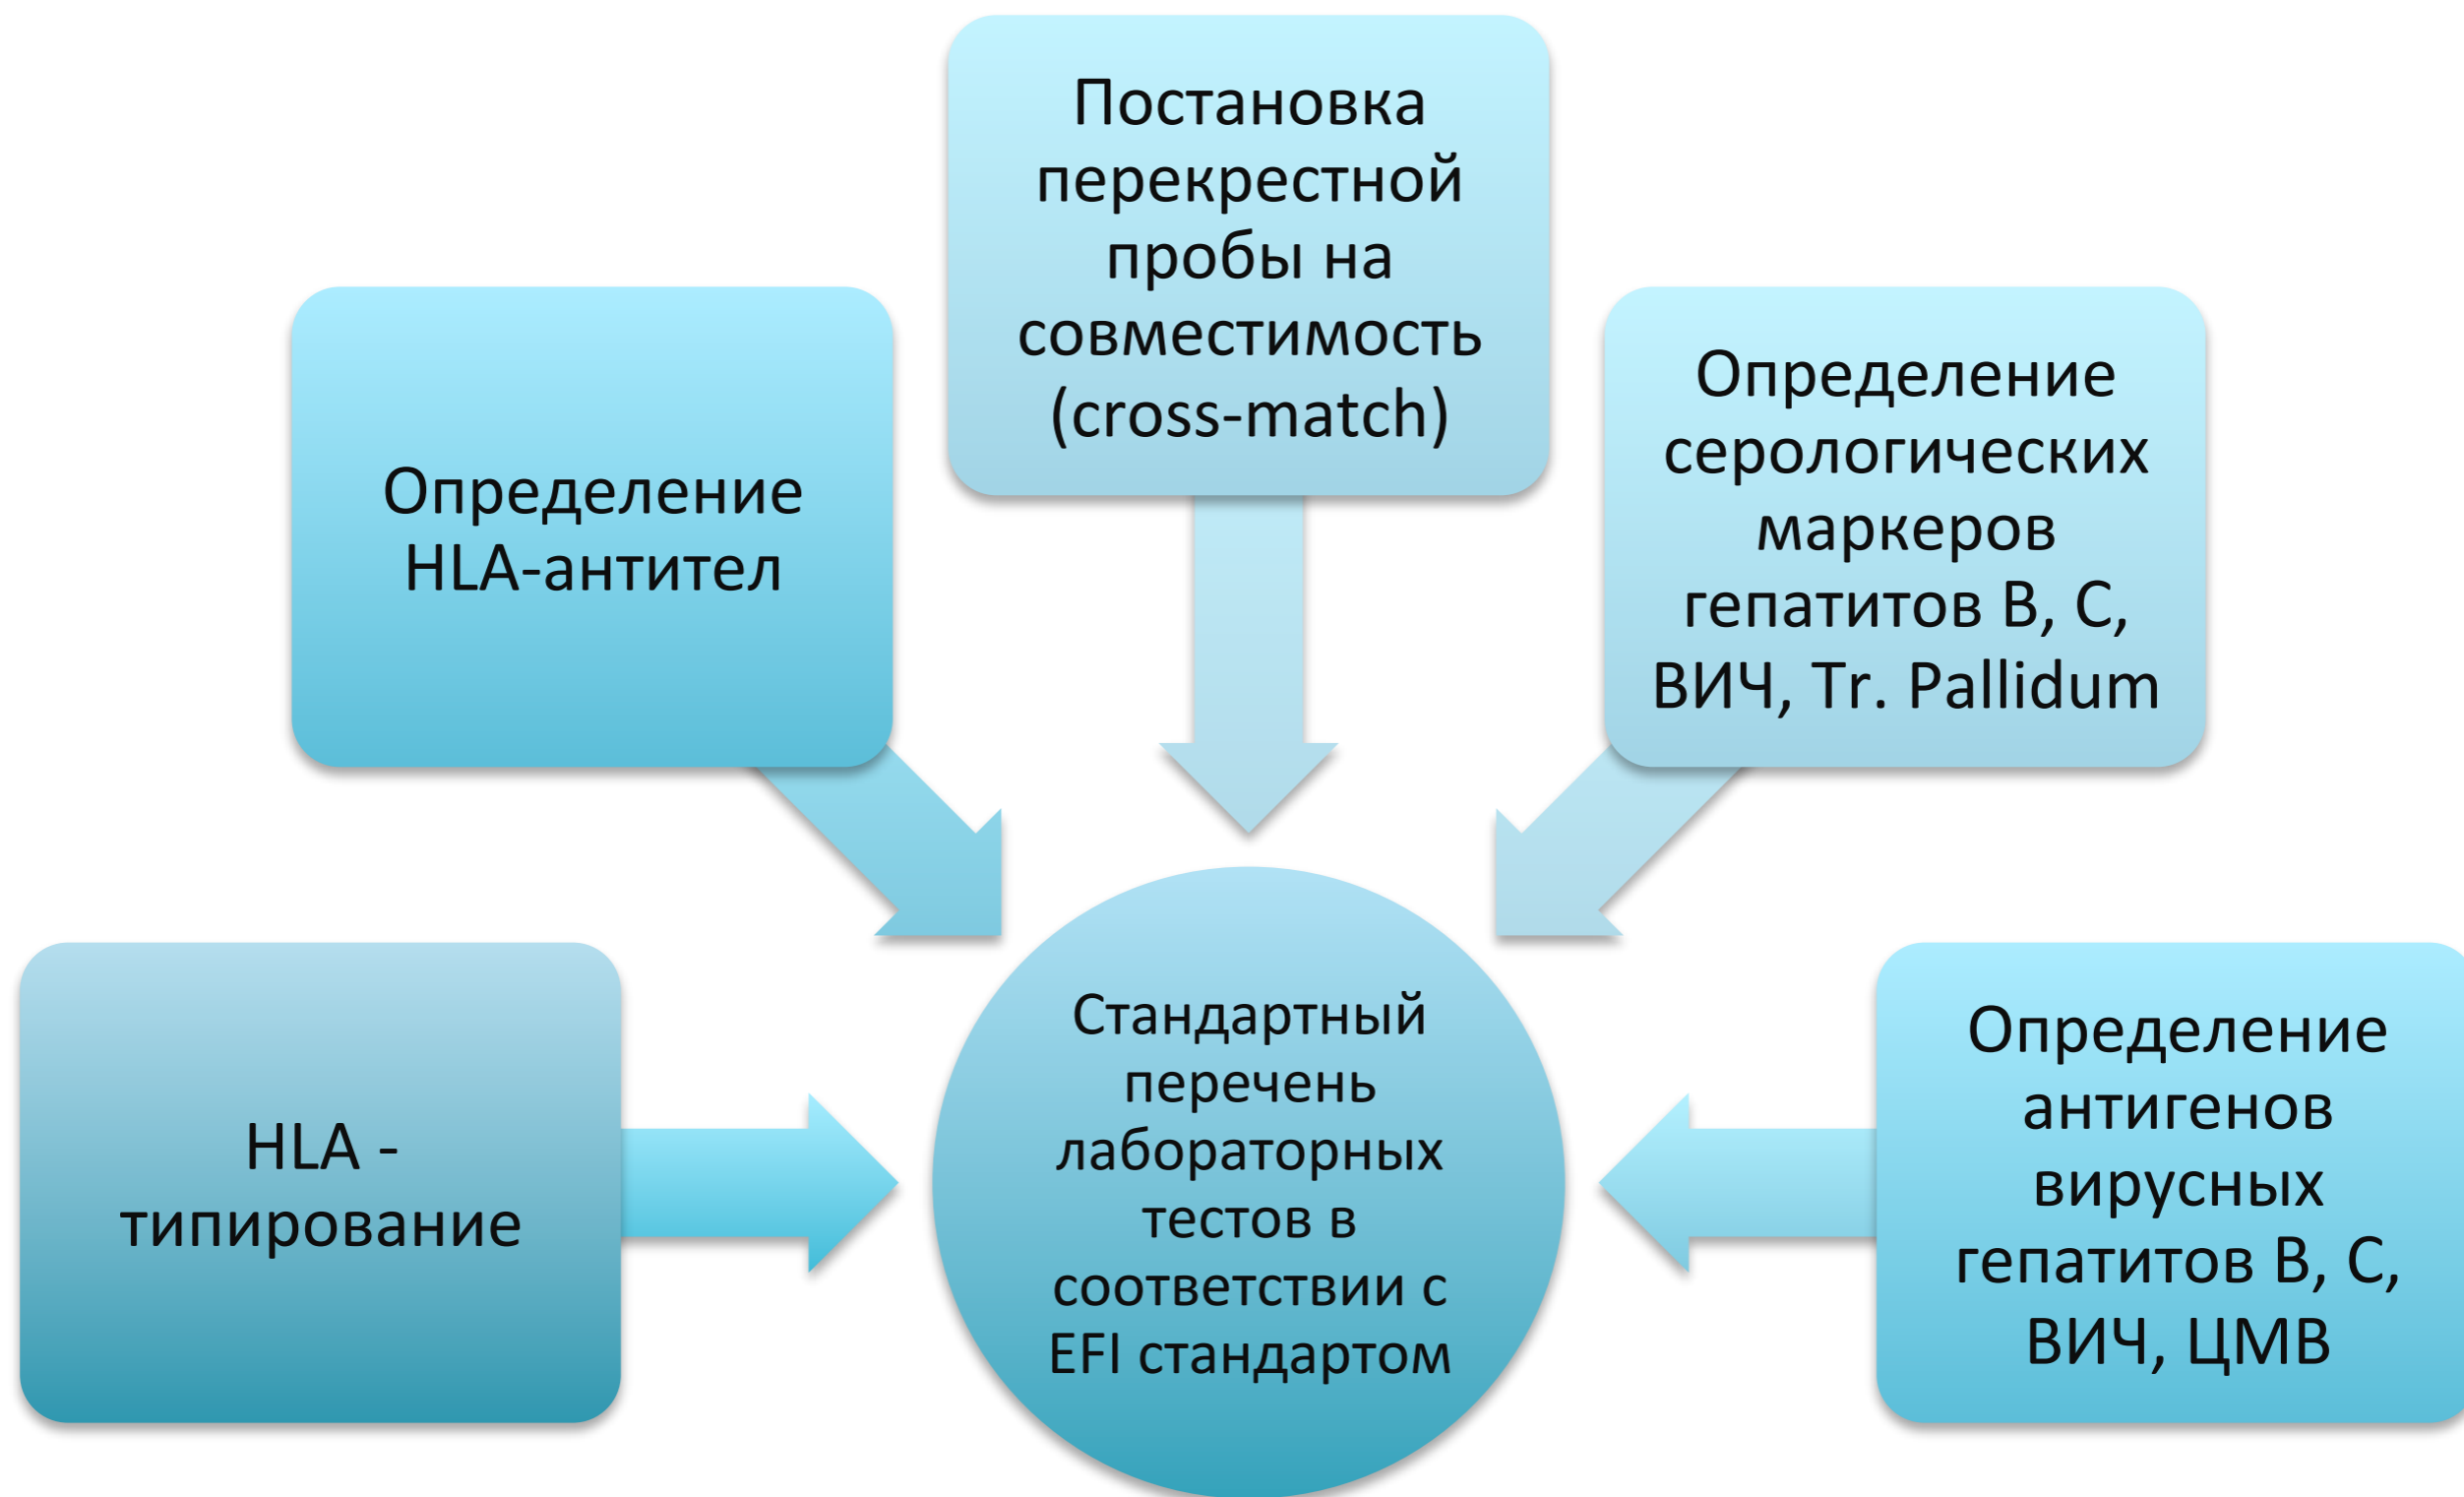 Постановка
перекрестной
пробы на
совместимость
(cross-match)
Определение
HLA-антител
Определение
серологических
маркеров
гепатитов В, С,
ВИЧ, Tr. Pallidum
HLA -
типирование
Стандартный
перечень
лабораторных
тестов в
соответствии с
EFI стандартом
Определение
антигенов
вирусных
гепатитов В, С,
ВИЧ, ЦМВ